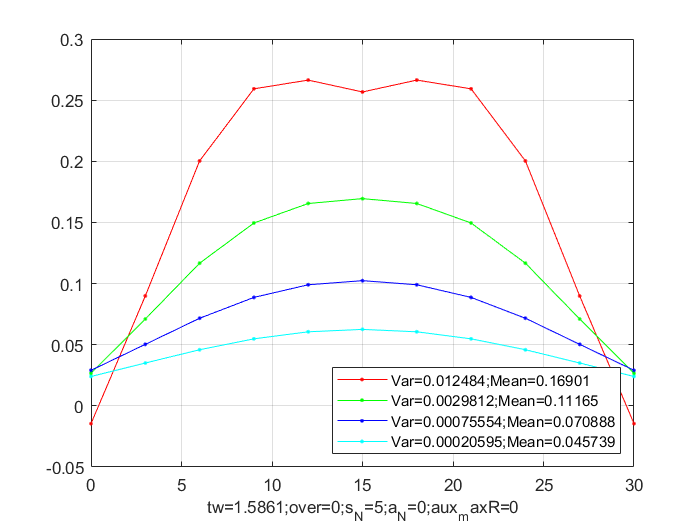 0.3
0.25
0.2
0.15
0.1
0.05
0
-0.05
0 5 10 15 20 25 30
Var=0.012484;Mean=0.16901
Var=0.0029812;Mean=0.11165
Var=0.00075554;Mean=0.070888
Var=0.00020595;Mean=0.045739
tw=1.5861;over=0;s_N=5;a_N=0;aux_maxR=0